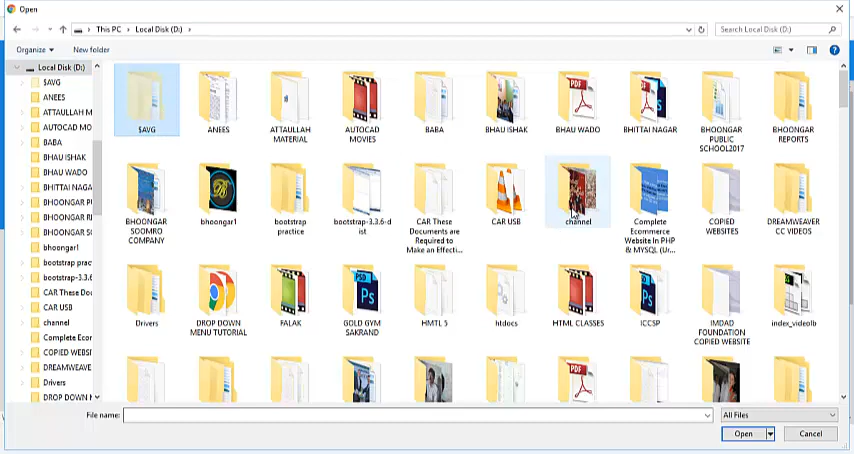 Open
This PC > Local Disk (D:) >
Search Local Disk (D:)
Organize
New folder
Local Disk (D:)
$AVG
ANEES
ATTAULLAH M
AUTOCAD MO
BABA
BHAU ISHAK
BHAU WADO
BHITTAI NAGA
BHOONGAR PU
BHOONGAR RE
BHOONGAR SO
bhoongar1
bootstrap prac
bootstrap-3.3.6
CAR These Doc
CAR USB
channel
Complete Econ
COPIED WEBSI
DREAMWEAVER
Drivers
DROP DOWN M
$AVG
ANEES
ATTAULLAH
MATERIAL
AUTOCAD
MOVIES
BABA
BHAU ISHAK
BHAU WADO
BHITTAI NAGAR
BHOONGAR
PUBLIC
SCHOOL2017
BHOONGAR
REPORTS
BHOONGAR
SOOMRO
COMPANY
bhoongar1
bootstrap
practice
bootstrap-3.3.6-d
ist
CAR These
Documents are
Required to
Make an Effecti...
CAR USB
channel
Complete
Ecommerce
Website In PHP
& MYSQL (Ur...
COPIED
WEBSITES
DREAMWEAVER
CC VIDEOS
Drivers
DROP DOWN
MENU TUTORIAL
FALAK
GOLD GYM
SAKRAND
HMTL 5
htdocs
HTML CLASSES
ICCSP
IMDAD
FOUNDATION
COPIED WEBSITE
index_videolb
File name:
All Files
Open
Cancel